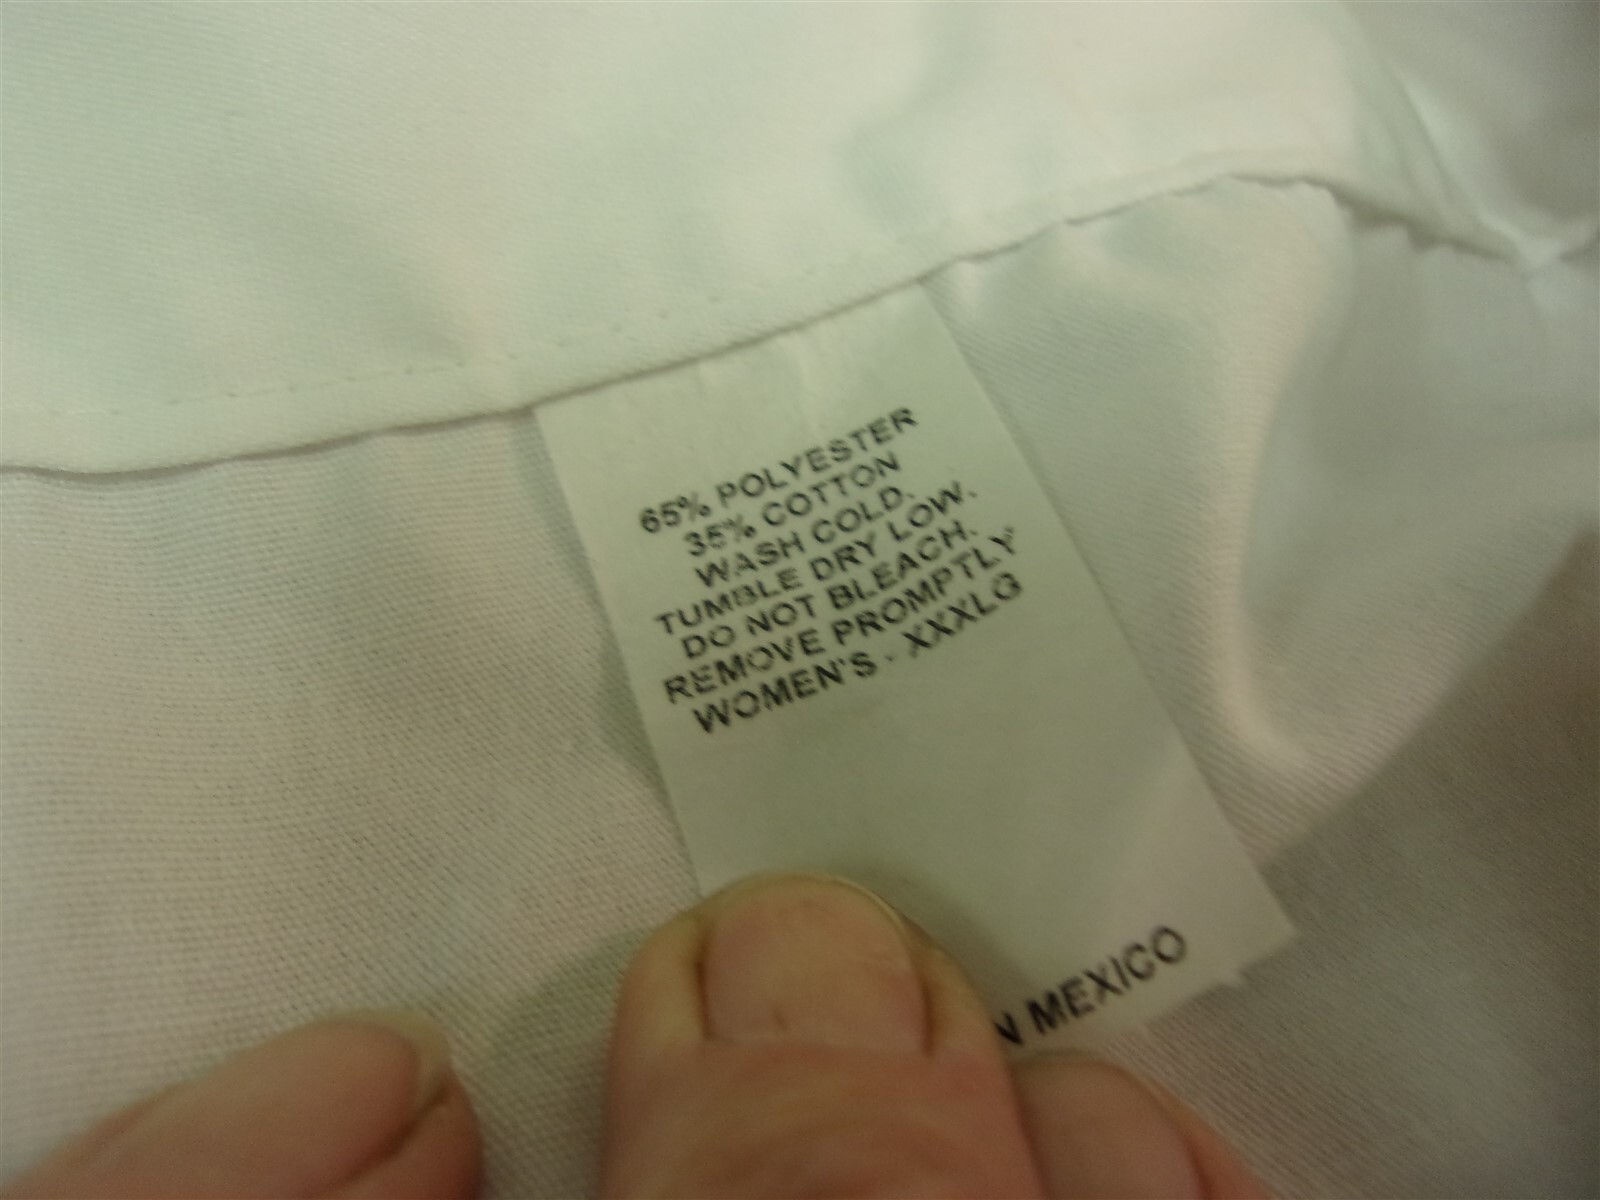 65% POLYESTER
35% COTTON
WASH COLD.
TUMBLE DRY LOW.
DO NOT BLEACH.
REMOVE PROMPTLY
WOMEN'S - XXXLG
N MEXICO